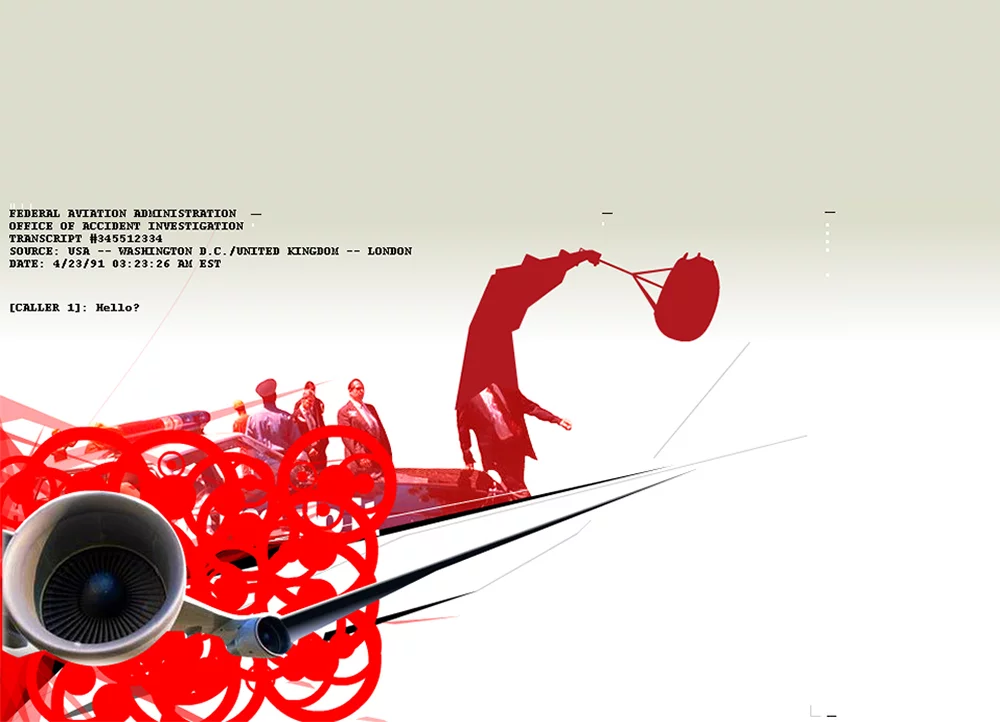 FEDERAL AVIATION ADMINISTRATION
OFFICE OF ACCIDENT INVESTIGATION
TRANSCRIPT #345512334
SOURCE: USA -- WASHINGTON D.C./UNITED KINGDOM -- LONDON
DATE: 4/23/91 03:23:26 AM EST
[CALLER 1]: Hello?